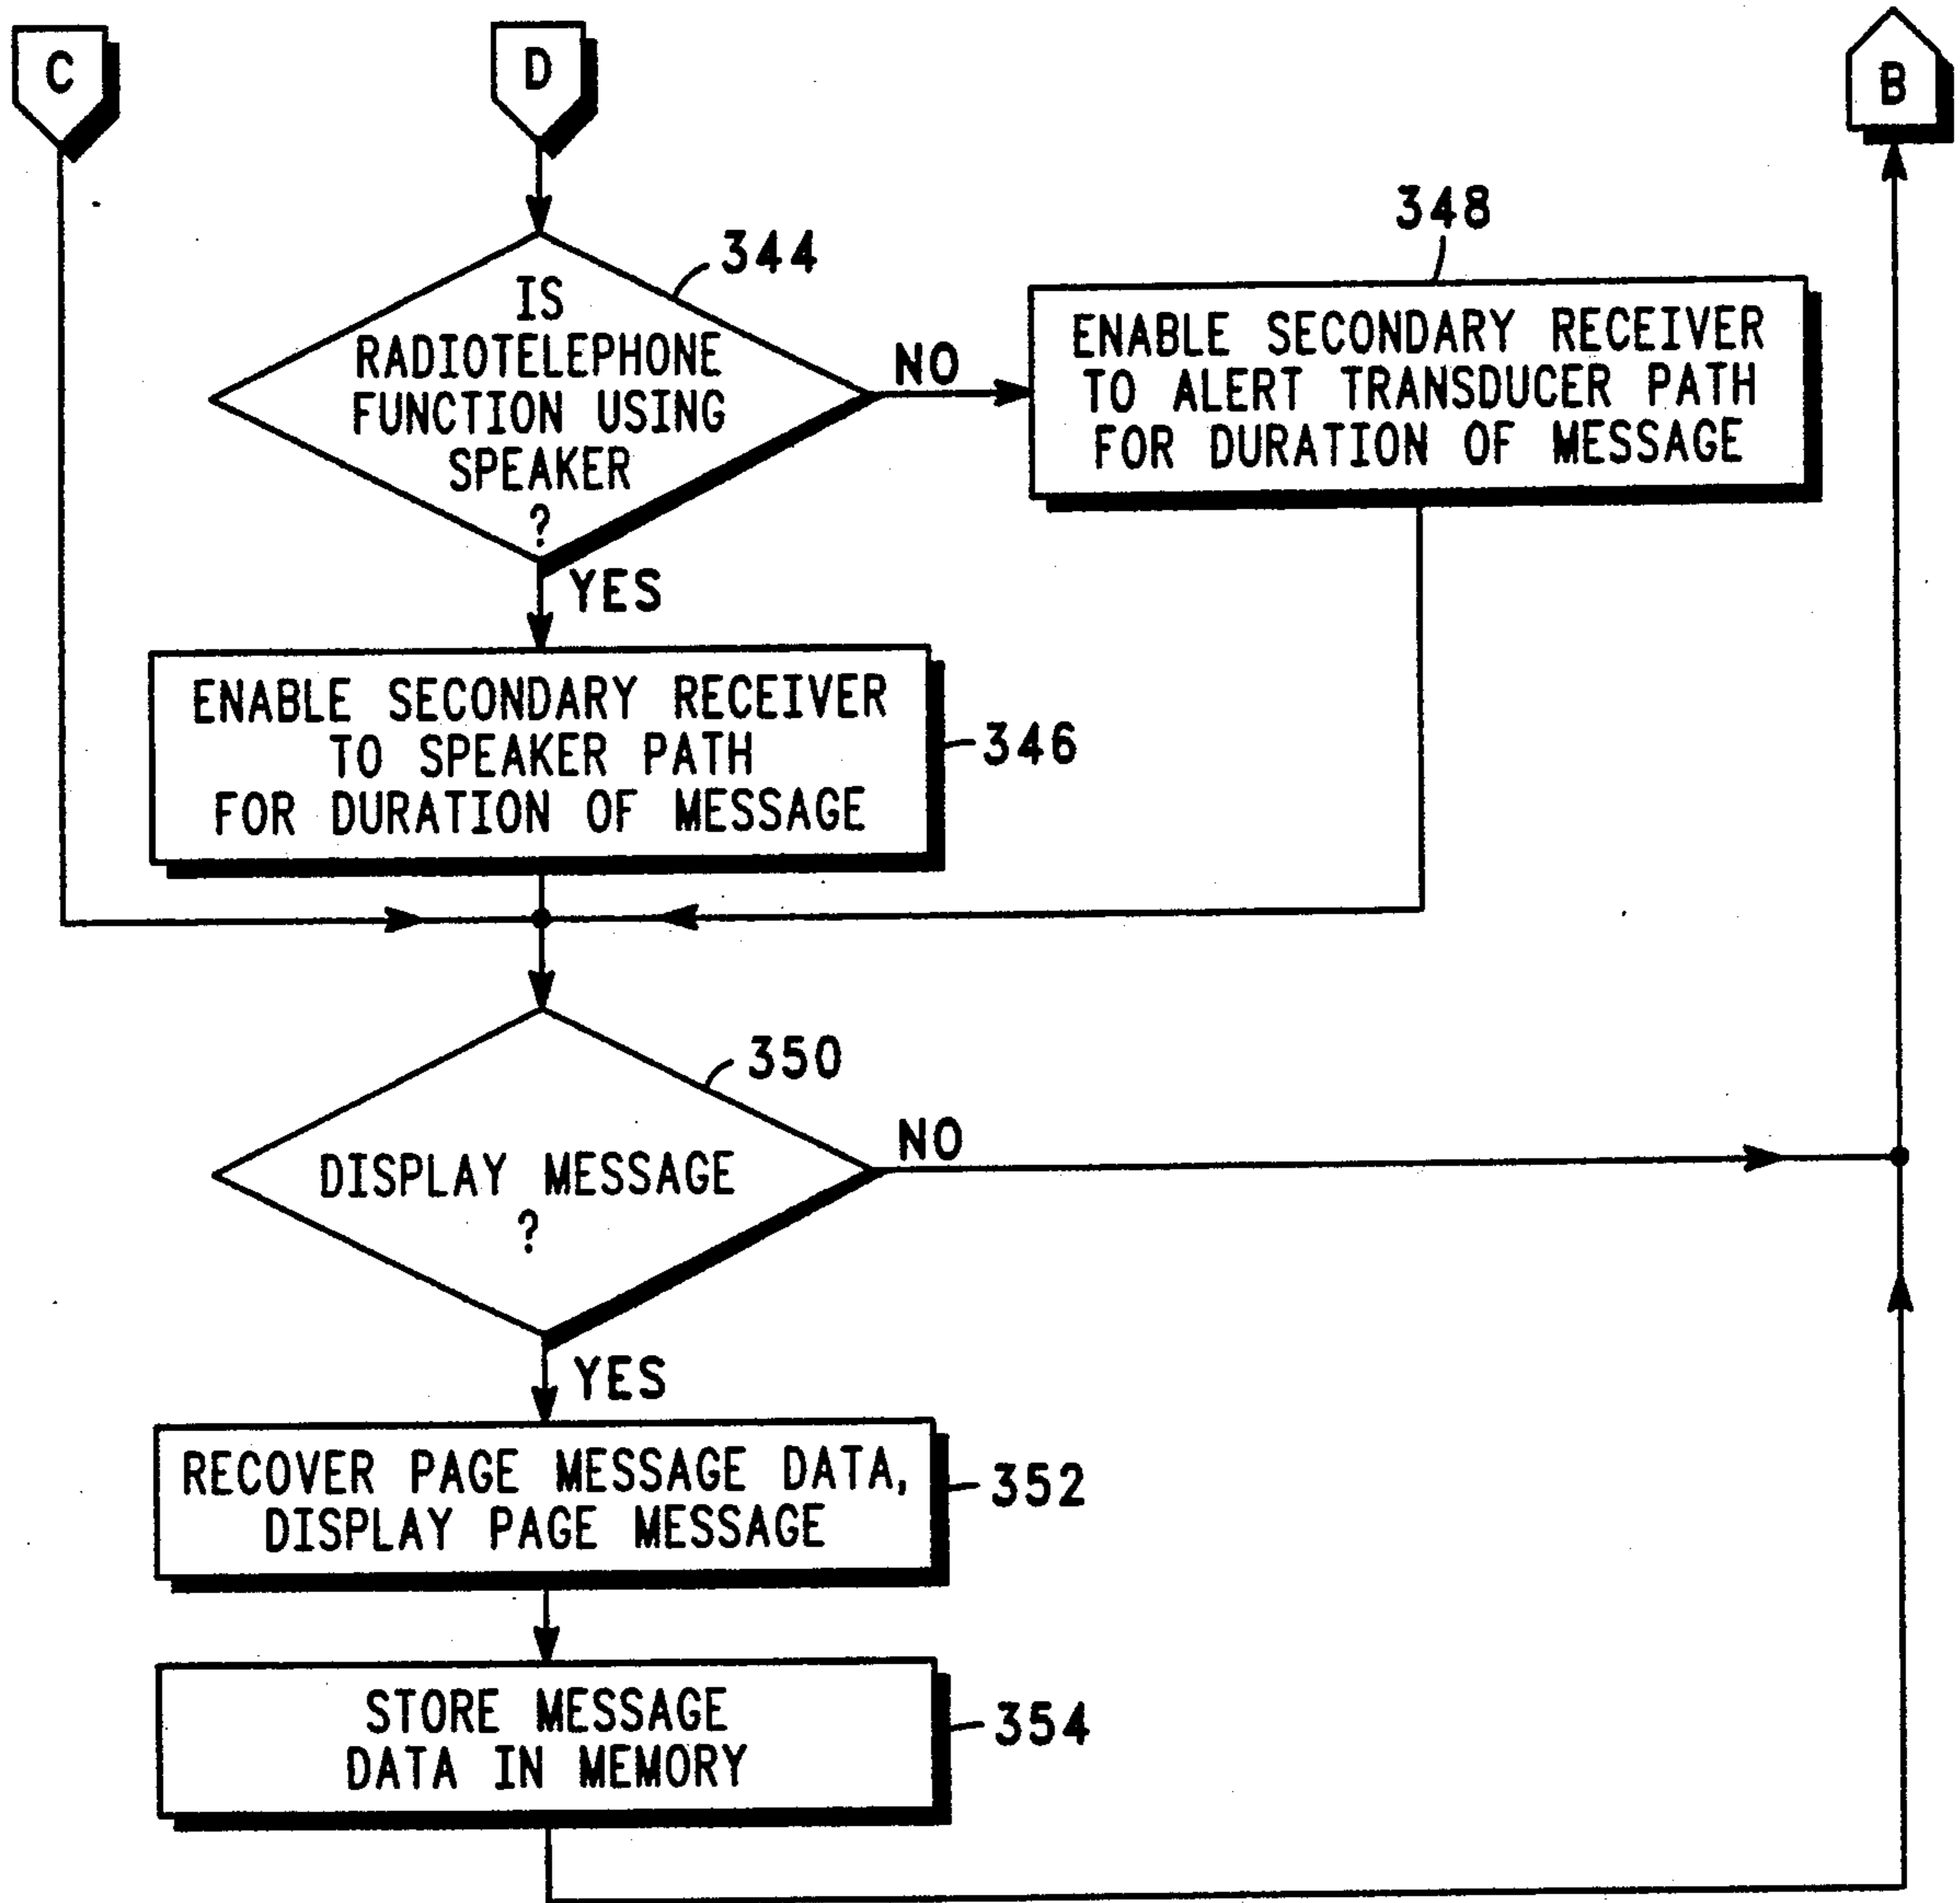 C
D
B
344
IS
RADIOTELEPHONE
FUNCTION USING
SPEAKER
?
NO
YES
348
ENABLE SECONDARY RECEIVER
TO ALERT TRANSDUCER PATH
FOR DURATION OF MESSAGE
ENABLE SECONDARY RECEIVER
TO SPEAKER PATH
FOR DURATION OF MESSAGE
346
350
DISPLAY MESSAGE
?
NO
YES
RECOVER PAGE MESSAGE DATA,
DISPLAY PAGE MESSAGE
352
STORE MESSAGE
DATA IN MEMORY
354